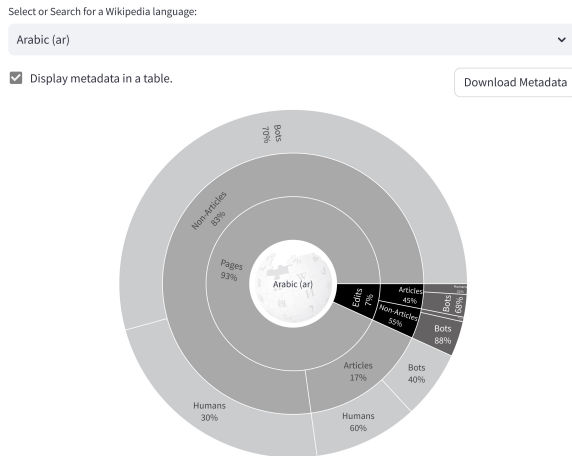 Select or Search for a Wikipedia language:
Arabic (ar)
Display metadata in a table.
Download Metadata
Bots
70%
Non-Articles
83%
Pages
93%
Arabic (ar)
Edits
7%
Articles
45%
Non-Articles
55%
Humans
Bots
68%
Bots
88%
Articles
17%
Bots
40%
Humans
30%
Humans
60%